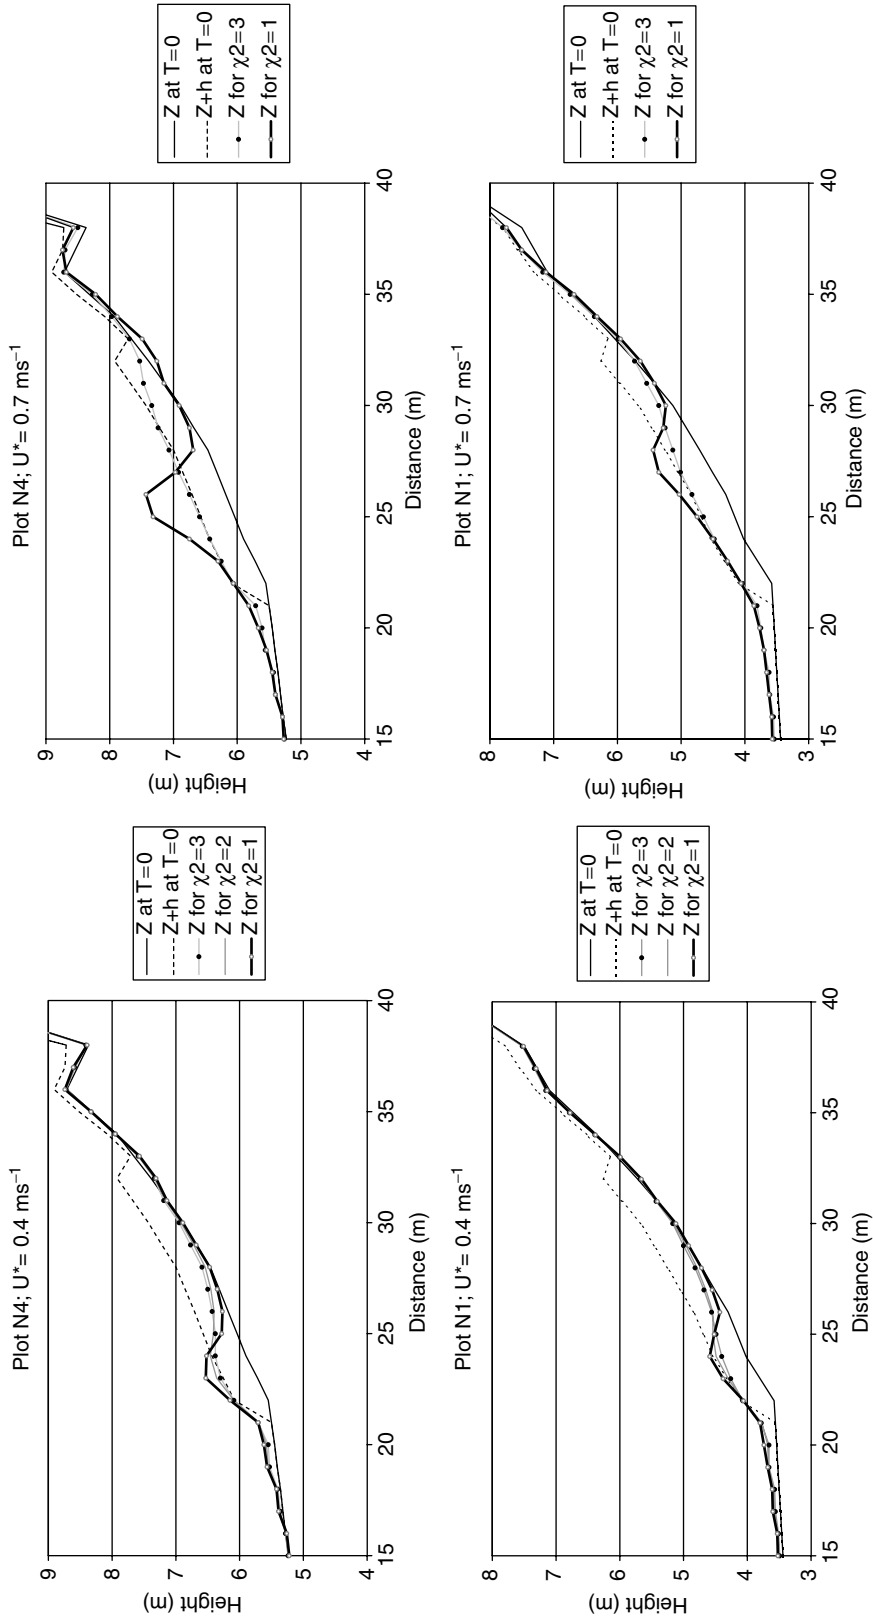 Plot N4; U*= 0.4 ms⁻¹
9
8
7
6
5
4
Height (m)
15
20
25
30
35
40
Distance (m)
Z at T=0
Z+h at T=0
Z for χ2=3
Z for χ2=2
Z for χ2=1
Plot N4; U*= 0.7 ms⁻¹
9
8
7
6
5
4
Height (m)
15
20
25
30
35
40
Distance (m)
Z at T=0
Z+h at T=0
Z for χ2=3
Z for χ2=1
Plot N1; U*= 0.4 ms⁻¹
8
7
6
5
4
3
Height (m)
15
20
25
30
35
40
Distance (m)
Z at T=0
Z+h at T=0
Z for χ2=3
Z for χ2=2
Z for χ2=1
Plot N1; U*= 0.7 ms⁻¹
8
7
6
5
4
3
Height (m)
15
20
25
30
35
40
Distance (m)
Z at T=0
Z+h at T=0
Z for χ2=3
Z for χ2=1